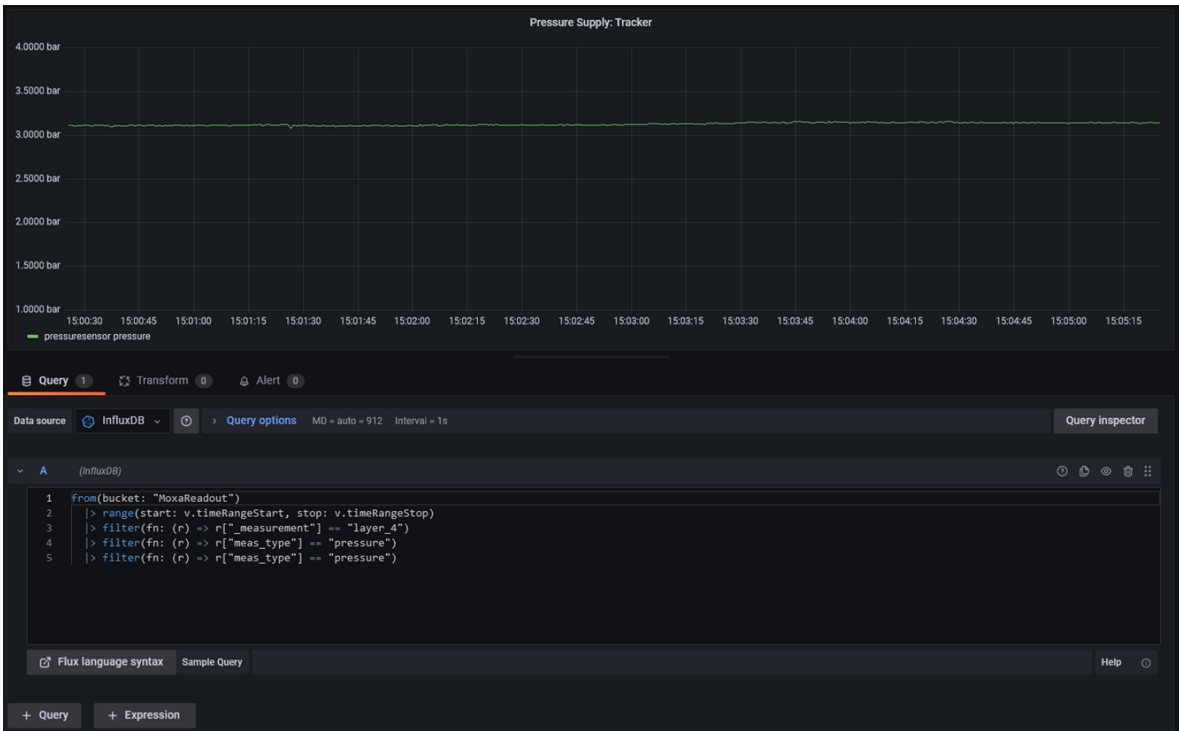 Pressure Supply: Tracker
4.0000 bar
3.5000 bar
3.0000 bar
2.5000 bar
2.0000 bar
1.5000 bar
1.0000 bar
15:00:30 15:00:45 15:01:00 15:01:15 15:01:30 15:01:45 15:02:00 15:02:15 15:02:30 15:02:45 15:03:00 15:03:15 15:03:30 15:03:45 15:04:00 15:04:15 15:04:30 15:04:45 15:05:00 15:05:15
pressuresensor pressure
Query 1 Transform 0 Alert 0
Data source InfluxDB > Query options MD = auto = 912 Interval = 1s Query inspector
A (InfluxDB)
1 from(bucket: "MoxaReadout")
2 |> range(start: v.timeRangeStart, stop: v.timeRangeStop)
3 |> filter(fn: (r) => r["_measurement"] == "layer_4")
4 |> filter(fn: (r) => r["meas_type"] == "pressure")
5 |> filter(fn: (r) => r["meas_type"] == "pressure")
Flux language syntax Sample Query Help
+ Query + Expression